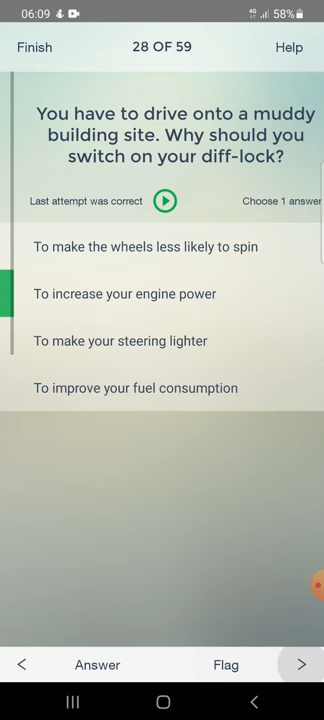 06:09 4G 58%
Finish 28 OF 59 Help
You have to drive onto a muddy
building site. Why should you
switch on your diff-lock?
Last attempt was correct Choose 1 answer
To make the wheels less likely to spin
To increase your engine power
To make your steering lighter
To improve your fuel consumption
< Answer Flag >